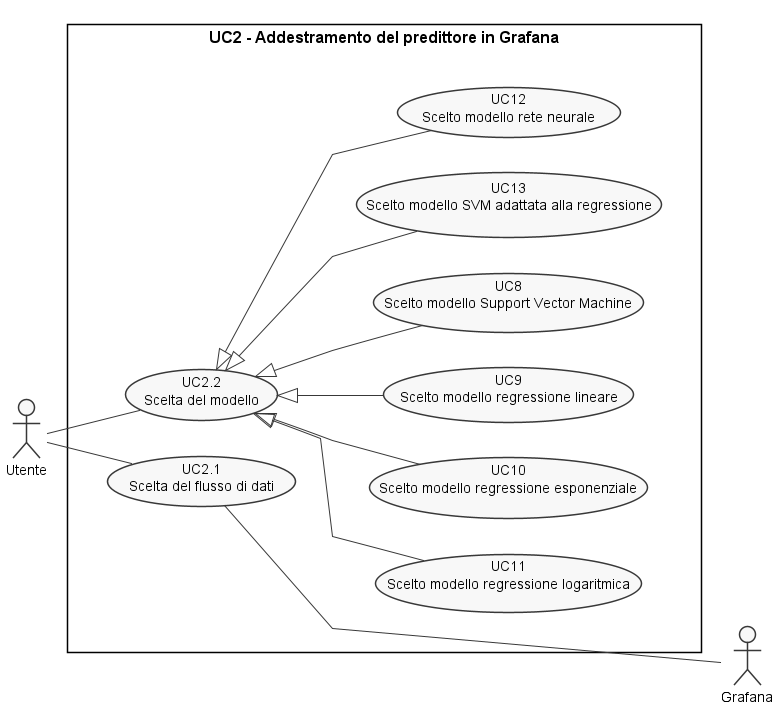 UC2 - Addestramento del predittore in Grafana
UC12
Scelto modello rete neurale
UC13
Scelto modello SVM adattata alla regressione
UC8
Scelto modello Support Vector Machine
UC2.2
Scelta del modello
UC9
Scelto modello regressione lineare
Utente
UC2.1
Scelta del flusso di dati
UC10
Scelto modello regressione esponenziale
UC11
Scelto modello regressione logaritmica
Grafana